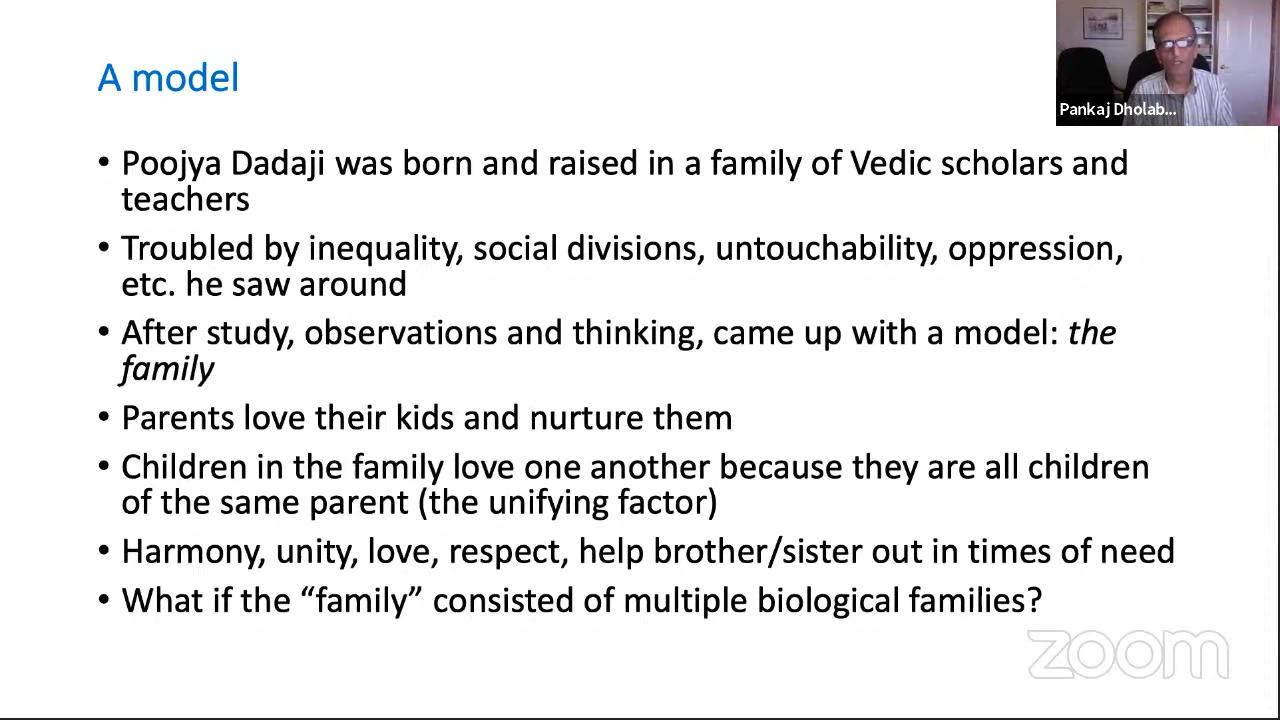 A model
Pankaj Dholab...
• Poojya Dadaji was born and raised in a family of Vedic scholars and
teachers
• Troubled by inequality, social divisions, untouchability, oppression,
etc. he saw around
• After study, observations and thinking, came up with a model: the
family
• Parents love their kids and nurture them
• Children in the family love one another because they are all children
of the same parent (the unifying factor)
• Harmony, unity, love, respect, help brother/sister out in times of need
• What if the “family” consisted of multiple biological families?
zoom